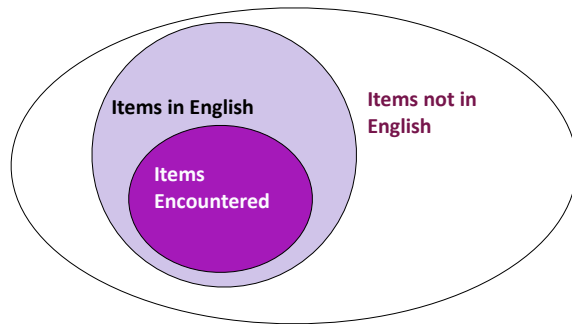 Items in English
Items not in
English
Items
Encountered